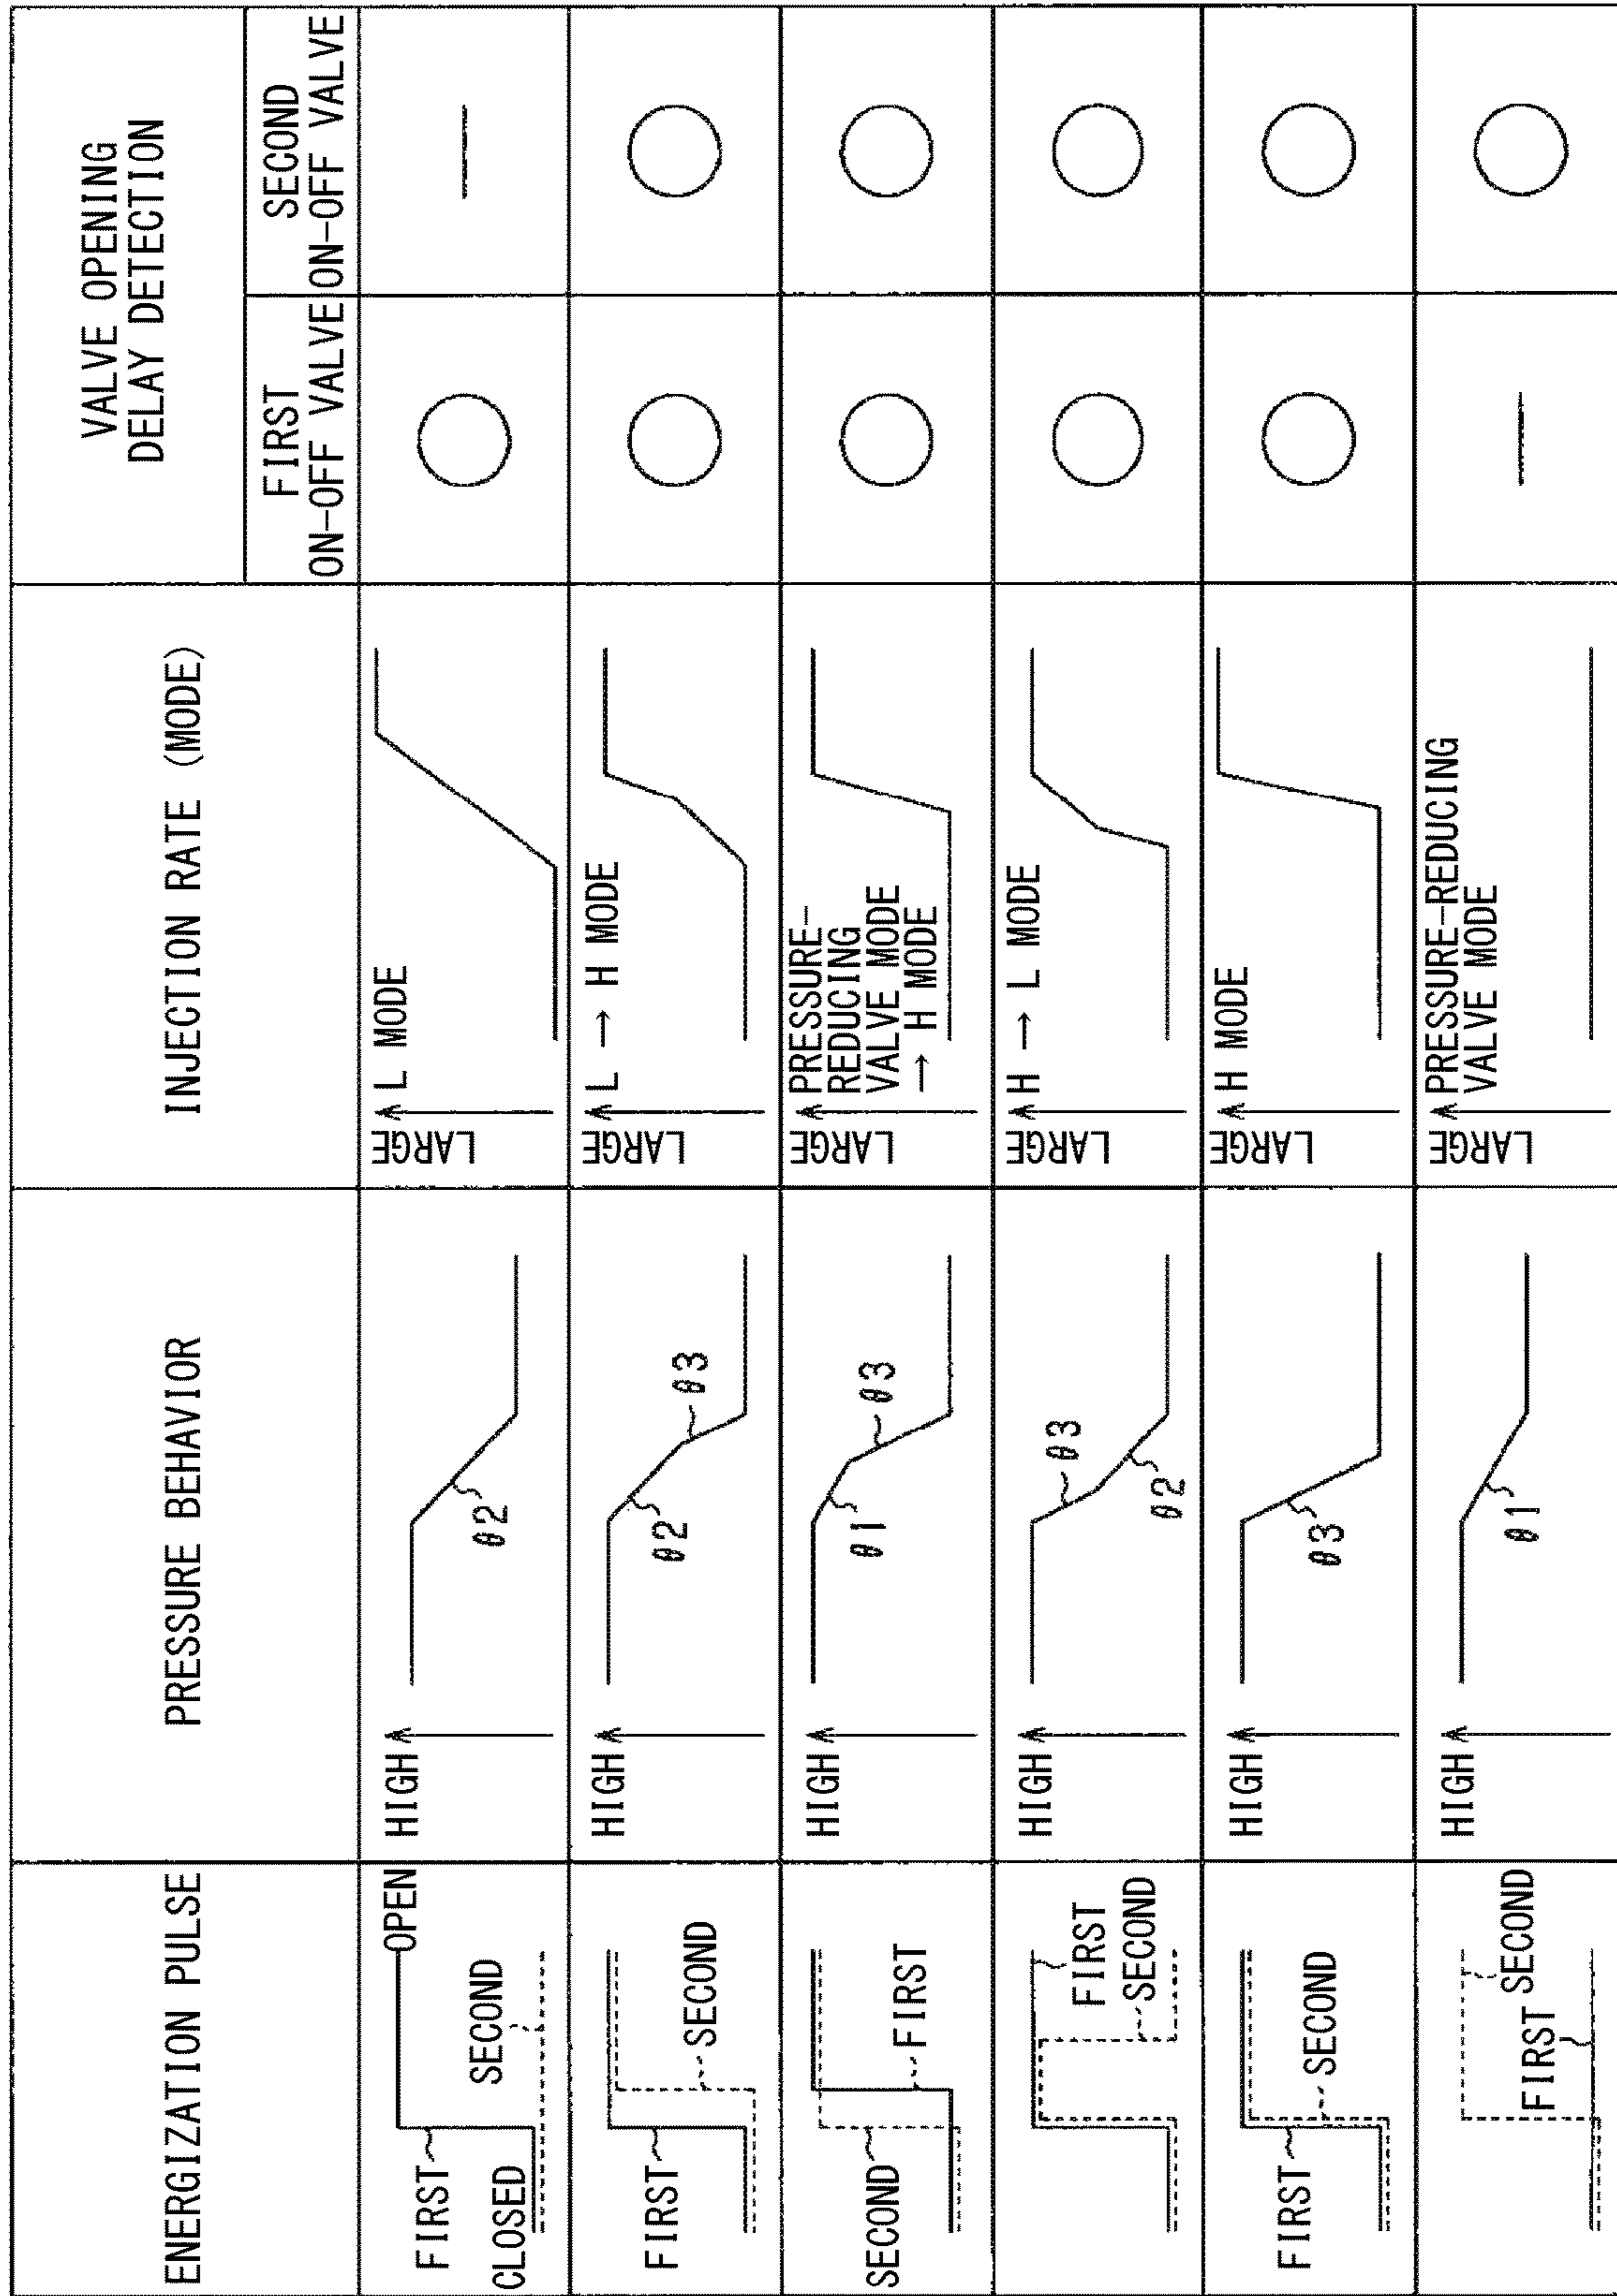 ENERGIZATION PULSE
PRESSURE BEHAVIOR
INJECTION RATE (MODE)
VALVE OPENING
DELAY DETECTION
FIRST
ON-OFF VALVE
SECOND
ON-OFF VALVE
OPEN
FIRST
SECOND
CLOSED
HIGH
θ2
LARGE
L MODE
FIRST
SECOND
HIGH
θ2
θ3
LARGE
L → H MODE
SECOND
FIRST
HIGH
θ1
θ3
LARGE
PRESSURE-
REDUCING
VALVE MODE
→ H MODE
FIRST
SECOND
HIGH
θ3
θ2
LARGE
H → L MODE
FIRST
SECOND
HIGH
θ3
LARGE
H MODE
SECOND
FIRST
HIGH
θ1
LARGE
PRESSURE-REDUCING
VALVE MODE